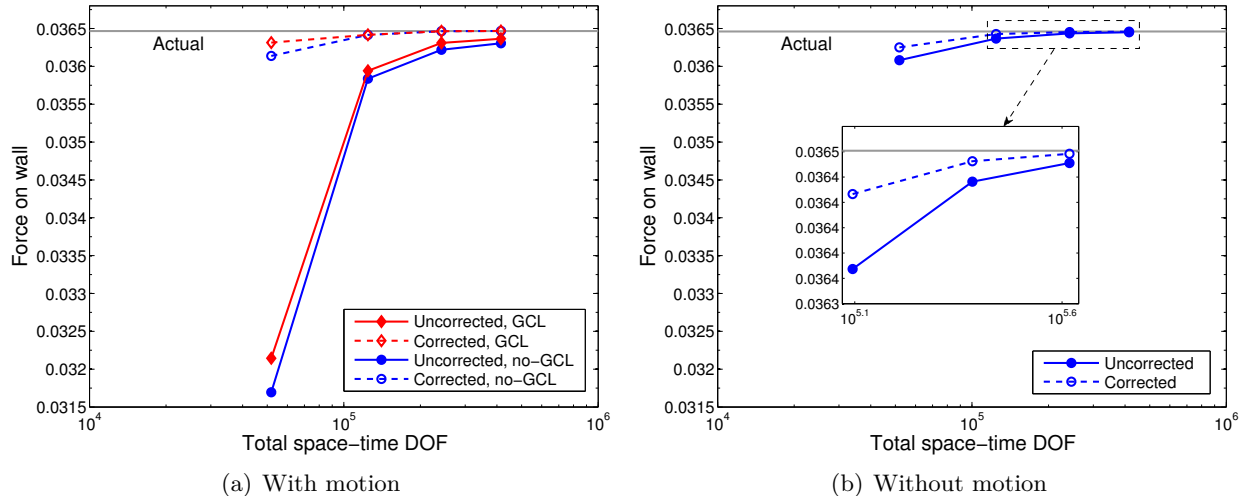 0.0365
0.036
0.0355
0.035
0.0345
0.034
0.0335
0.033
0.0325
0.032
0.0315
Force on wall
Actual
Uncorrected, GCL
Corrected, GCL
Uncorrected, no−GCL
Corrected, no−GCL
10^4
10^5
10^6
Total space−time DOF
(a) With motion
0.0365
0.036
0.0355
0.035
0.0345
0.034
0.0335
0.033
0.0325
0.032
0.0315
Force on wall
Actual
0.0365
0.0364
0.0364
0.0364
0.0364
0.0364
0.0363
10^5.1
10^5.6
Uncorrected
Corrected
10^4
10^5
10^6
Total space−time DOF
(b) Without motion